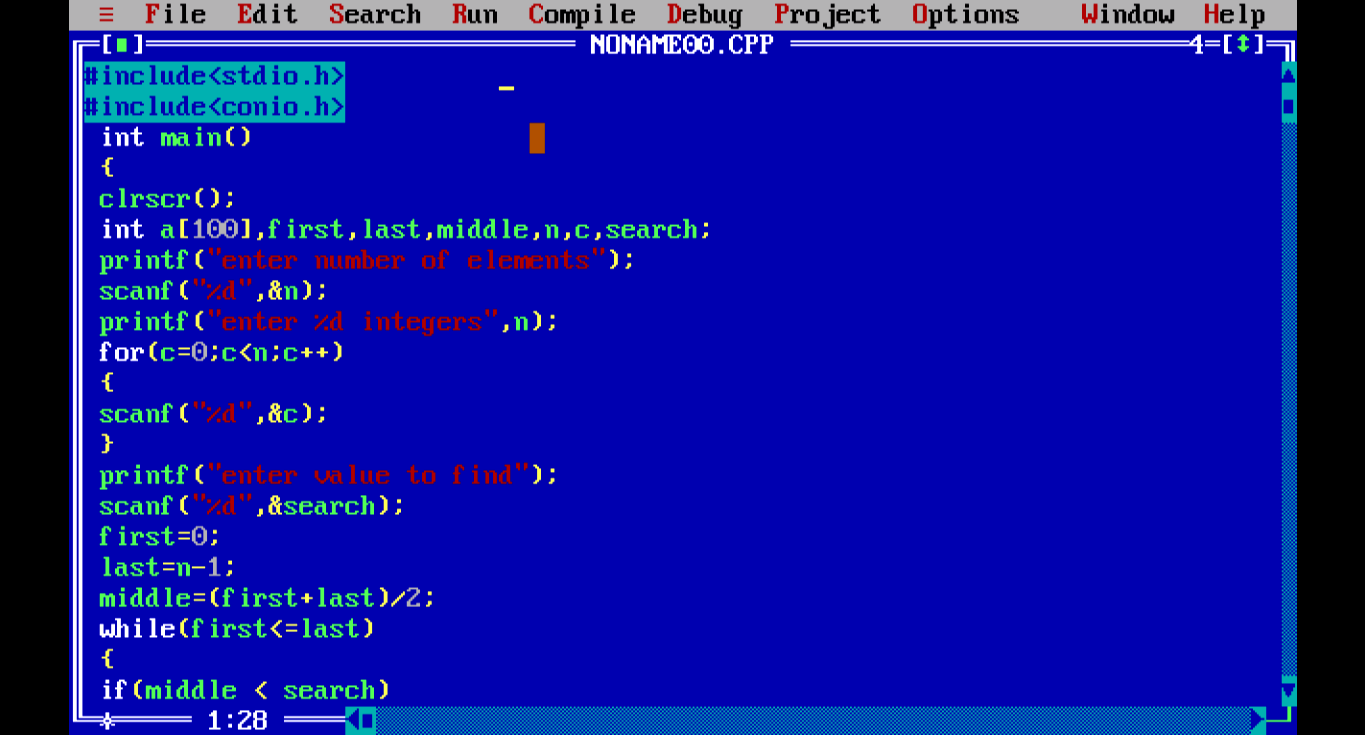 ≡ File Edit Search Run Compile Debug Project Options Window Help
[■] NONAME00.CPP 4=[↕]
#include<stdio.h>
#include<conio.h>
int main()
{
clrscr();
int a[100],first,last,middle,n,c,search;
printf("enter number of elements");
scanf("%d",&n);
printf("enter %d integers",n);
for(c=0;c<n;c++)
{
scanf("%d",&c);
}
printf("enter value to find");
scanf("%d",&search);
first=0;
last=n-1;
middle=(first+last)/2;
while(first<=last)
{
if(middle < search)
1:28